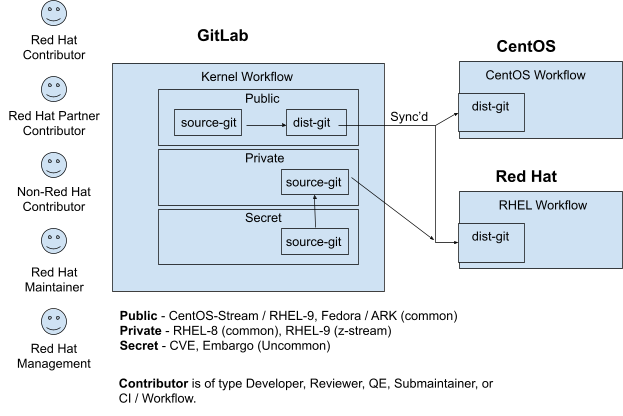 Red Hat
Contributor
Red Hat Partner
Contributor
Non-Red Hat
Contributor
Red Hat
Maintainer
Red Hat
Management
GitLab
Kernel Workflow
Public
source-git
dist-git
Sync'd
Private
source-git
Secret
source-git
CentOS
CentOS Workflow
dist-git
Red Hat
RHEL Workflow
dist-git
Public - CentOS-Stream / RHEL-9, Fedora / ARK (common)
Private - RHEL-8 (common), RHEL-9 (z-stream)
Secret - CVE, Embargo (Uncommon)
Contributor is of type Developer, Reviewer, QE, Submaintainer, or
CI / Workflow.